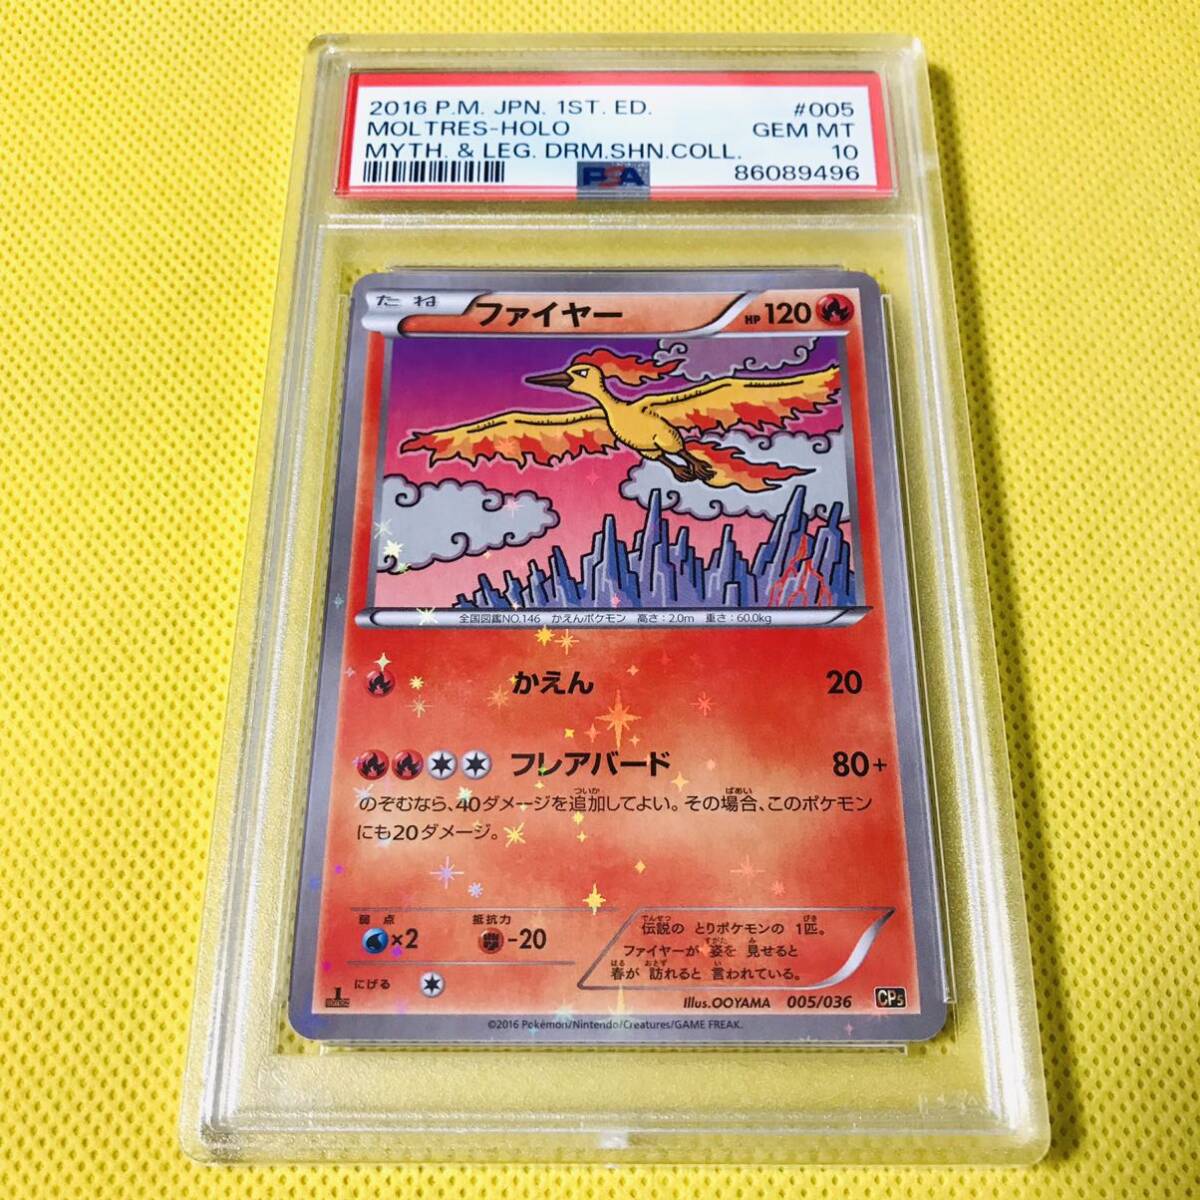 2016 P.M. JPN. 1ST. ED. #005
MOLTRES-HOLO GEM MT
MYTH. & LEG. DRM.SHN.COLL. 10
PSA 86089496
たね ファイヤー HP 120
全国図鑑NO.146 かえんポケモン 高さ:2.0m 重さ:60.0kg
かえん 20
フレアバード 80+
のぞむなら、40ダメージを追加してよい。その場合、このポケモン
にも20ダメージ。
弱点 抵抗力
×2 -20
にげる
伝説の とりポケモンの 1匹。
ファイヤーが 姿を 見せると
春が 訪れると 言われている。
Illus.OOYAMA 005/036 CP5
©2016 Pokémon/Nintendo/Creatures/GAME FREAK.